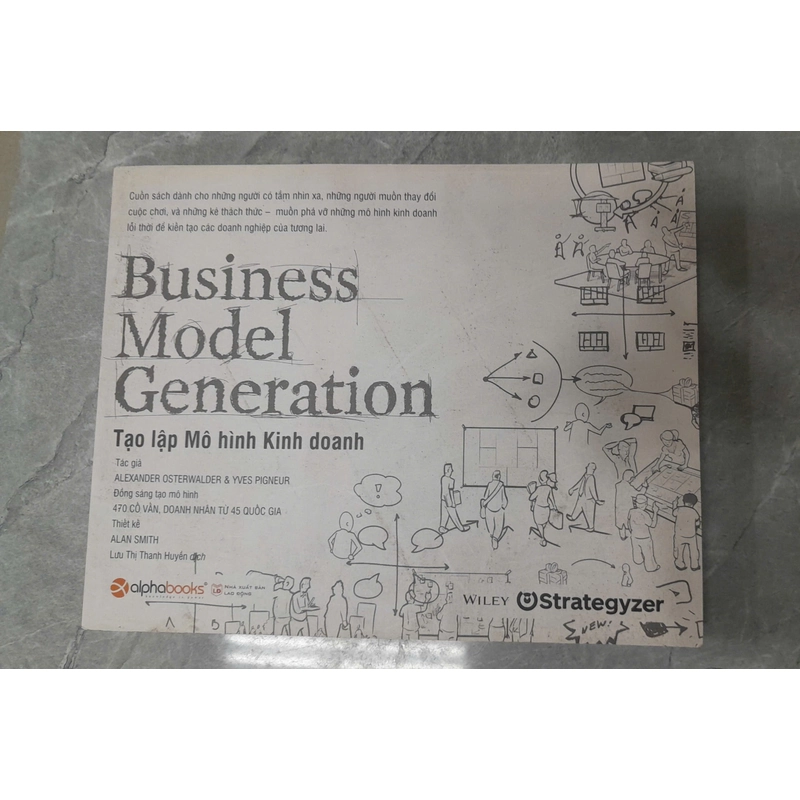 Cuốn sách dành cho những người có tầm nhìn xa, những người muốn thay đổi
cuộc chơi, và những kẻ thách thức – muốn phá vỡ những mô hình kinh doanh
lỗi thời để kiến tạo các doanh nghiệp của tương lai.
Business
Model
Generation
Tạo lập Mô hình Kinh doanh
Tác giả
ALEXANDER OSTERWALDER & YVES PIGNEUR
Đồng sáng tạo mô hình
470 CỐ VẤN, DOANH NHÂN TỪ 45 QUỐC GIA
Thiết kế
ALAN SMITH
Lưu Thị Thanh Huyền dịch
alphabooks®
knowledge is power
LĐ NHÀ XUẤT BẢN
LAO ĐỘNG
WILEY
Strategyzer
NEW!